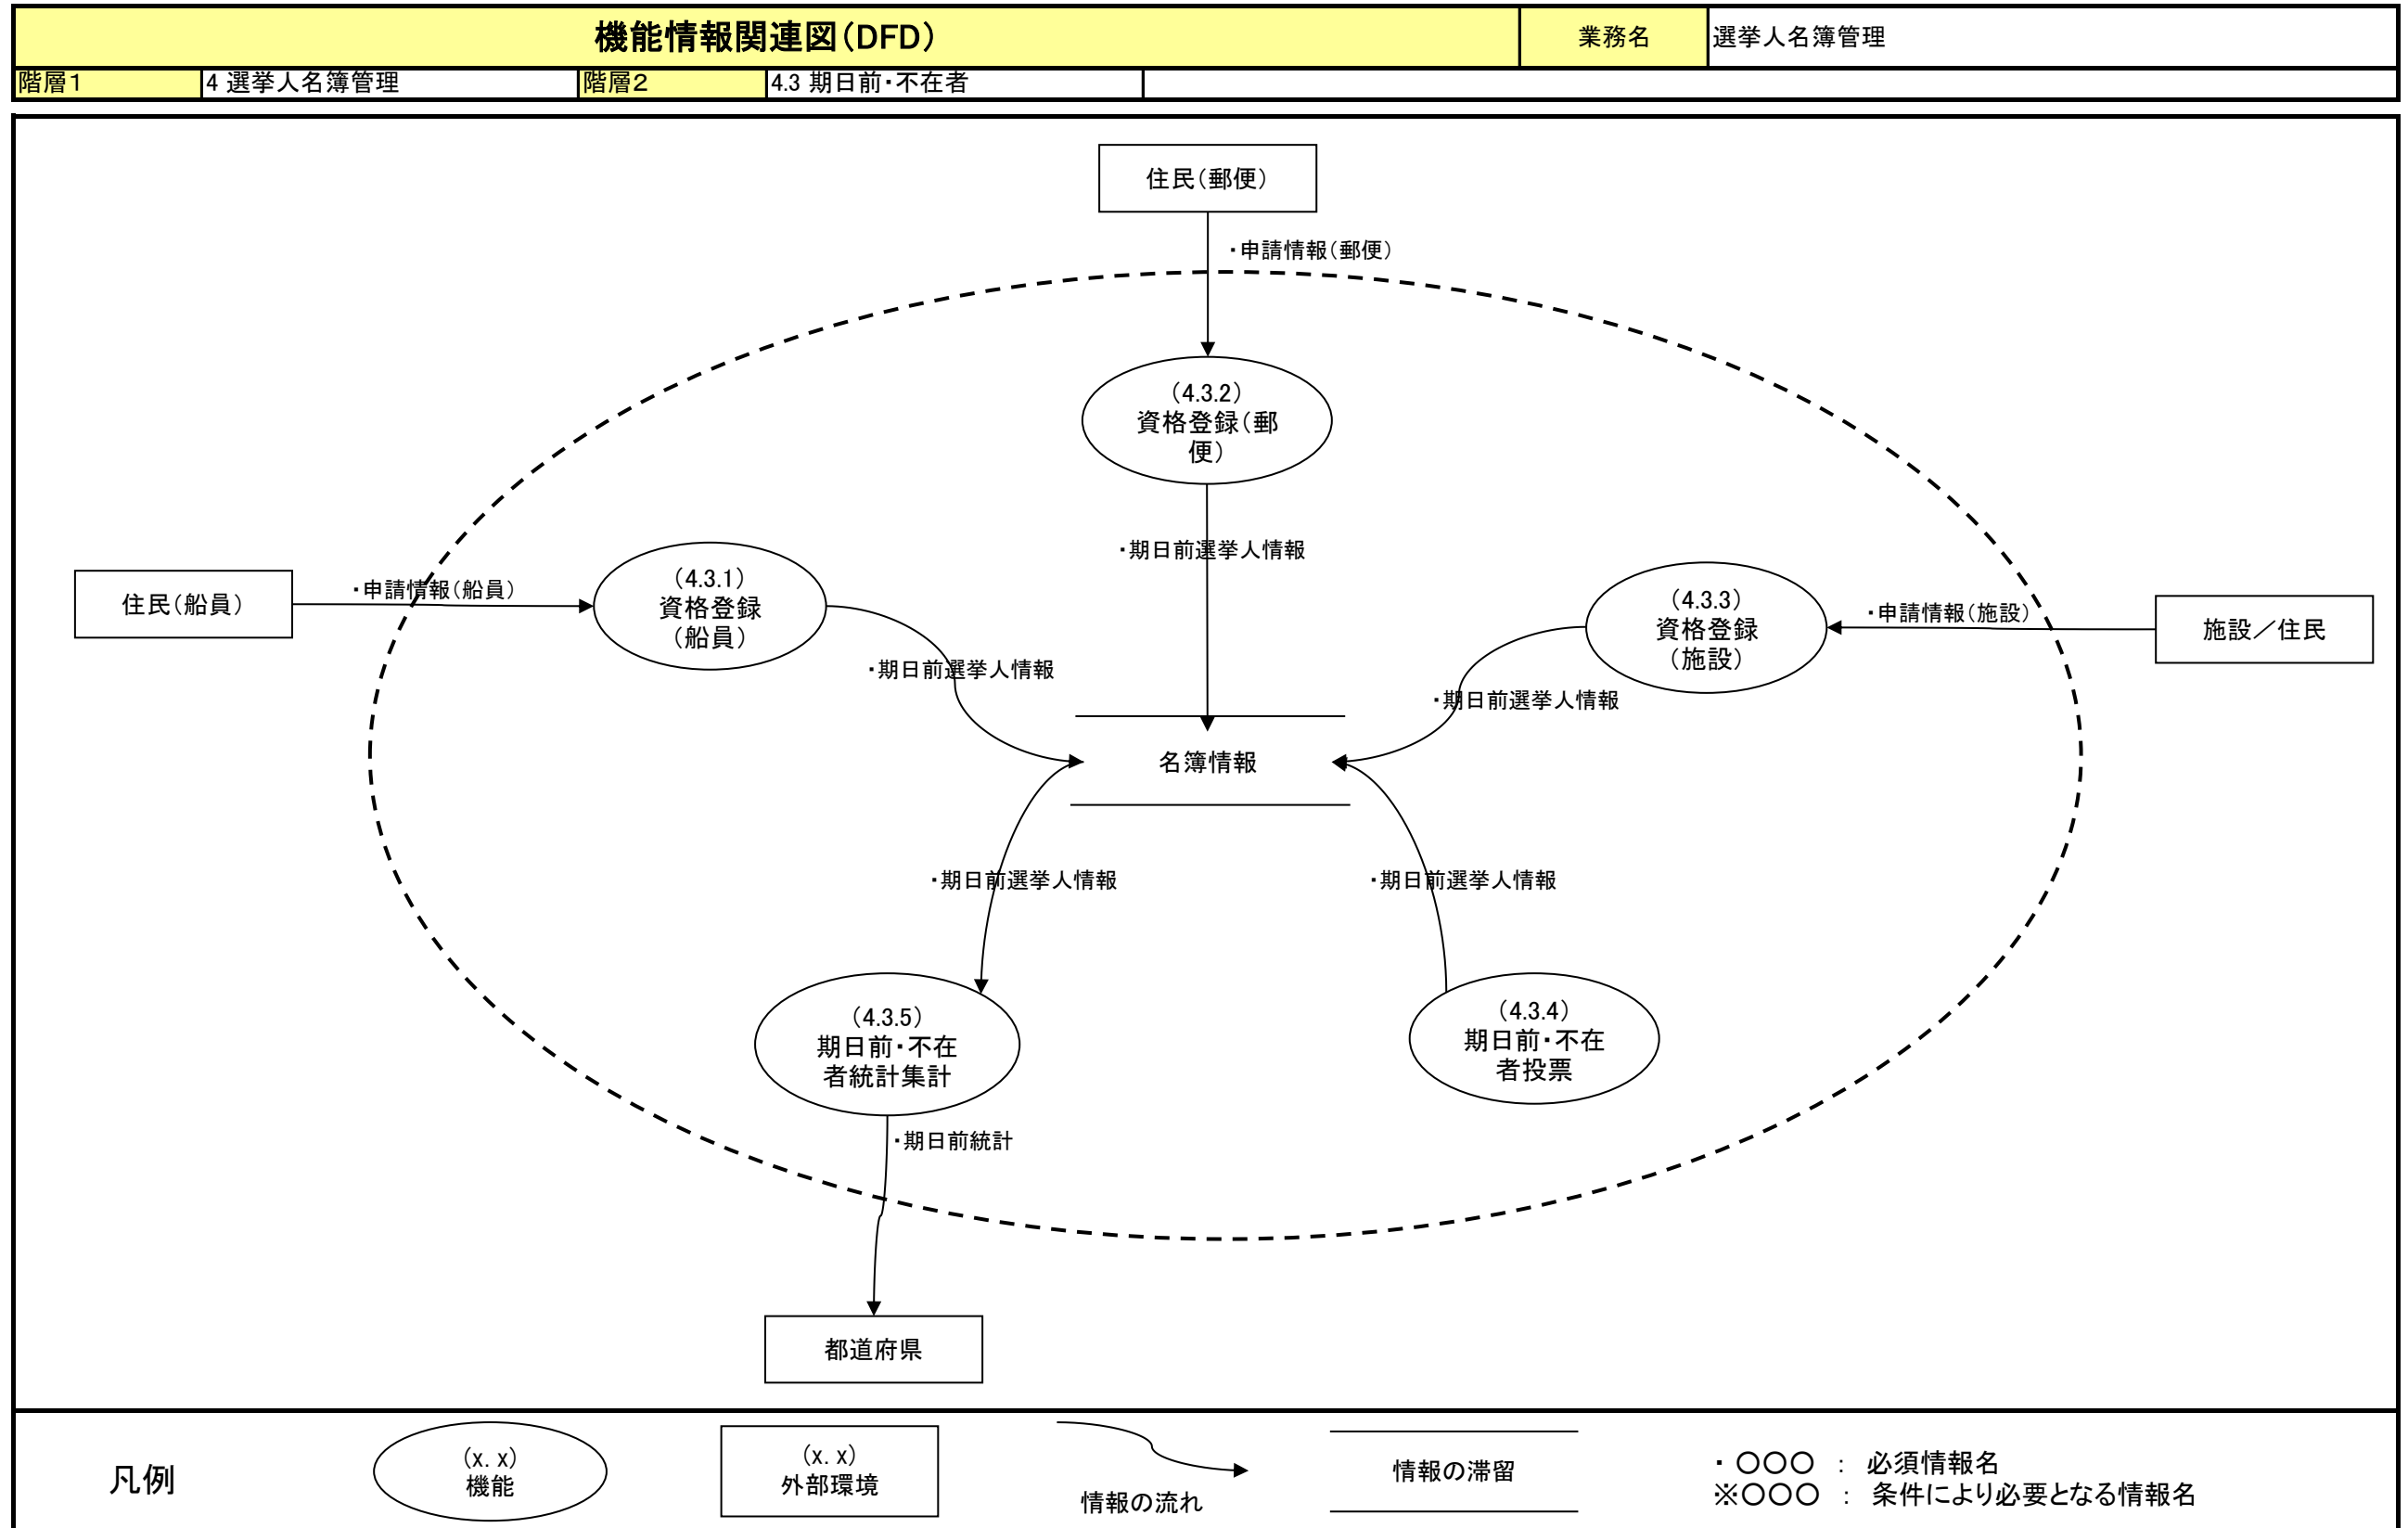 機能情報関連図（DFD）
業務名
選挙人名簿管理
階層１
4 選挙人名簿管理
階層２
4.3 期日前・不在者
住民（郵便）
・申請情報（郵便）
（4.3.2）
資格登録（郵
便）
・期日前選挙人情報
住民（船員）
・申請情報（船員）
（4.3.1）
資格登録
（船員）
・期日前選挙人情報
（4.3.3）
資格登録
（施設）
・申請情報（施設）
施設／住民
・期日前選挙人情報
名簿情報
・期日前選挙人情報
・期日前選挙人情報
（4.3.5）
期日前・不在
者統計集計
（4.3.4）
期日前・不在
者投票
・期日前統計
都道府県
凡例
（x. x）
機能
（x. x）
外部環境
情報の流れ
情報の滞留
・ 〇〇〇 ： 必須情報名
※〇〇〇 ： 条件により必要となる情報名